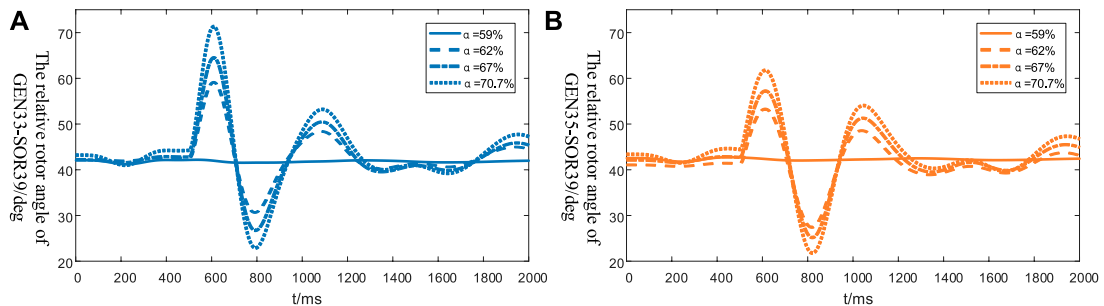 A
The relative rotor angle of
GEN33-SOR39/deg
70
60
50
40
30
20
α =59%
α =62%
α =67%
α =70.7%
0 200 400 600 800 1000 1200 1400 1600 1800 2000
t/ms
B
The relative rotor angle of
GEN35-SOR39/deg
70
60
50
40
30
20
α =59%
α =62%
α =67%
α =70.7%
0 200 400 600 800 1000 1200 1400 1600 1800 2000
t/ms